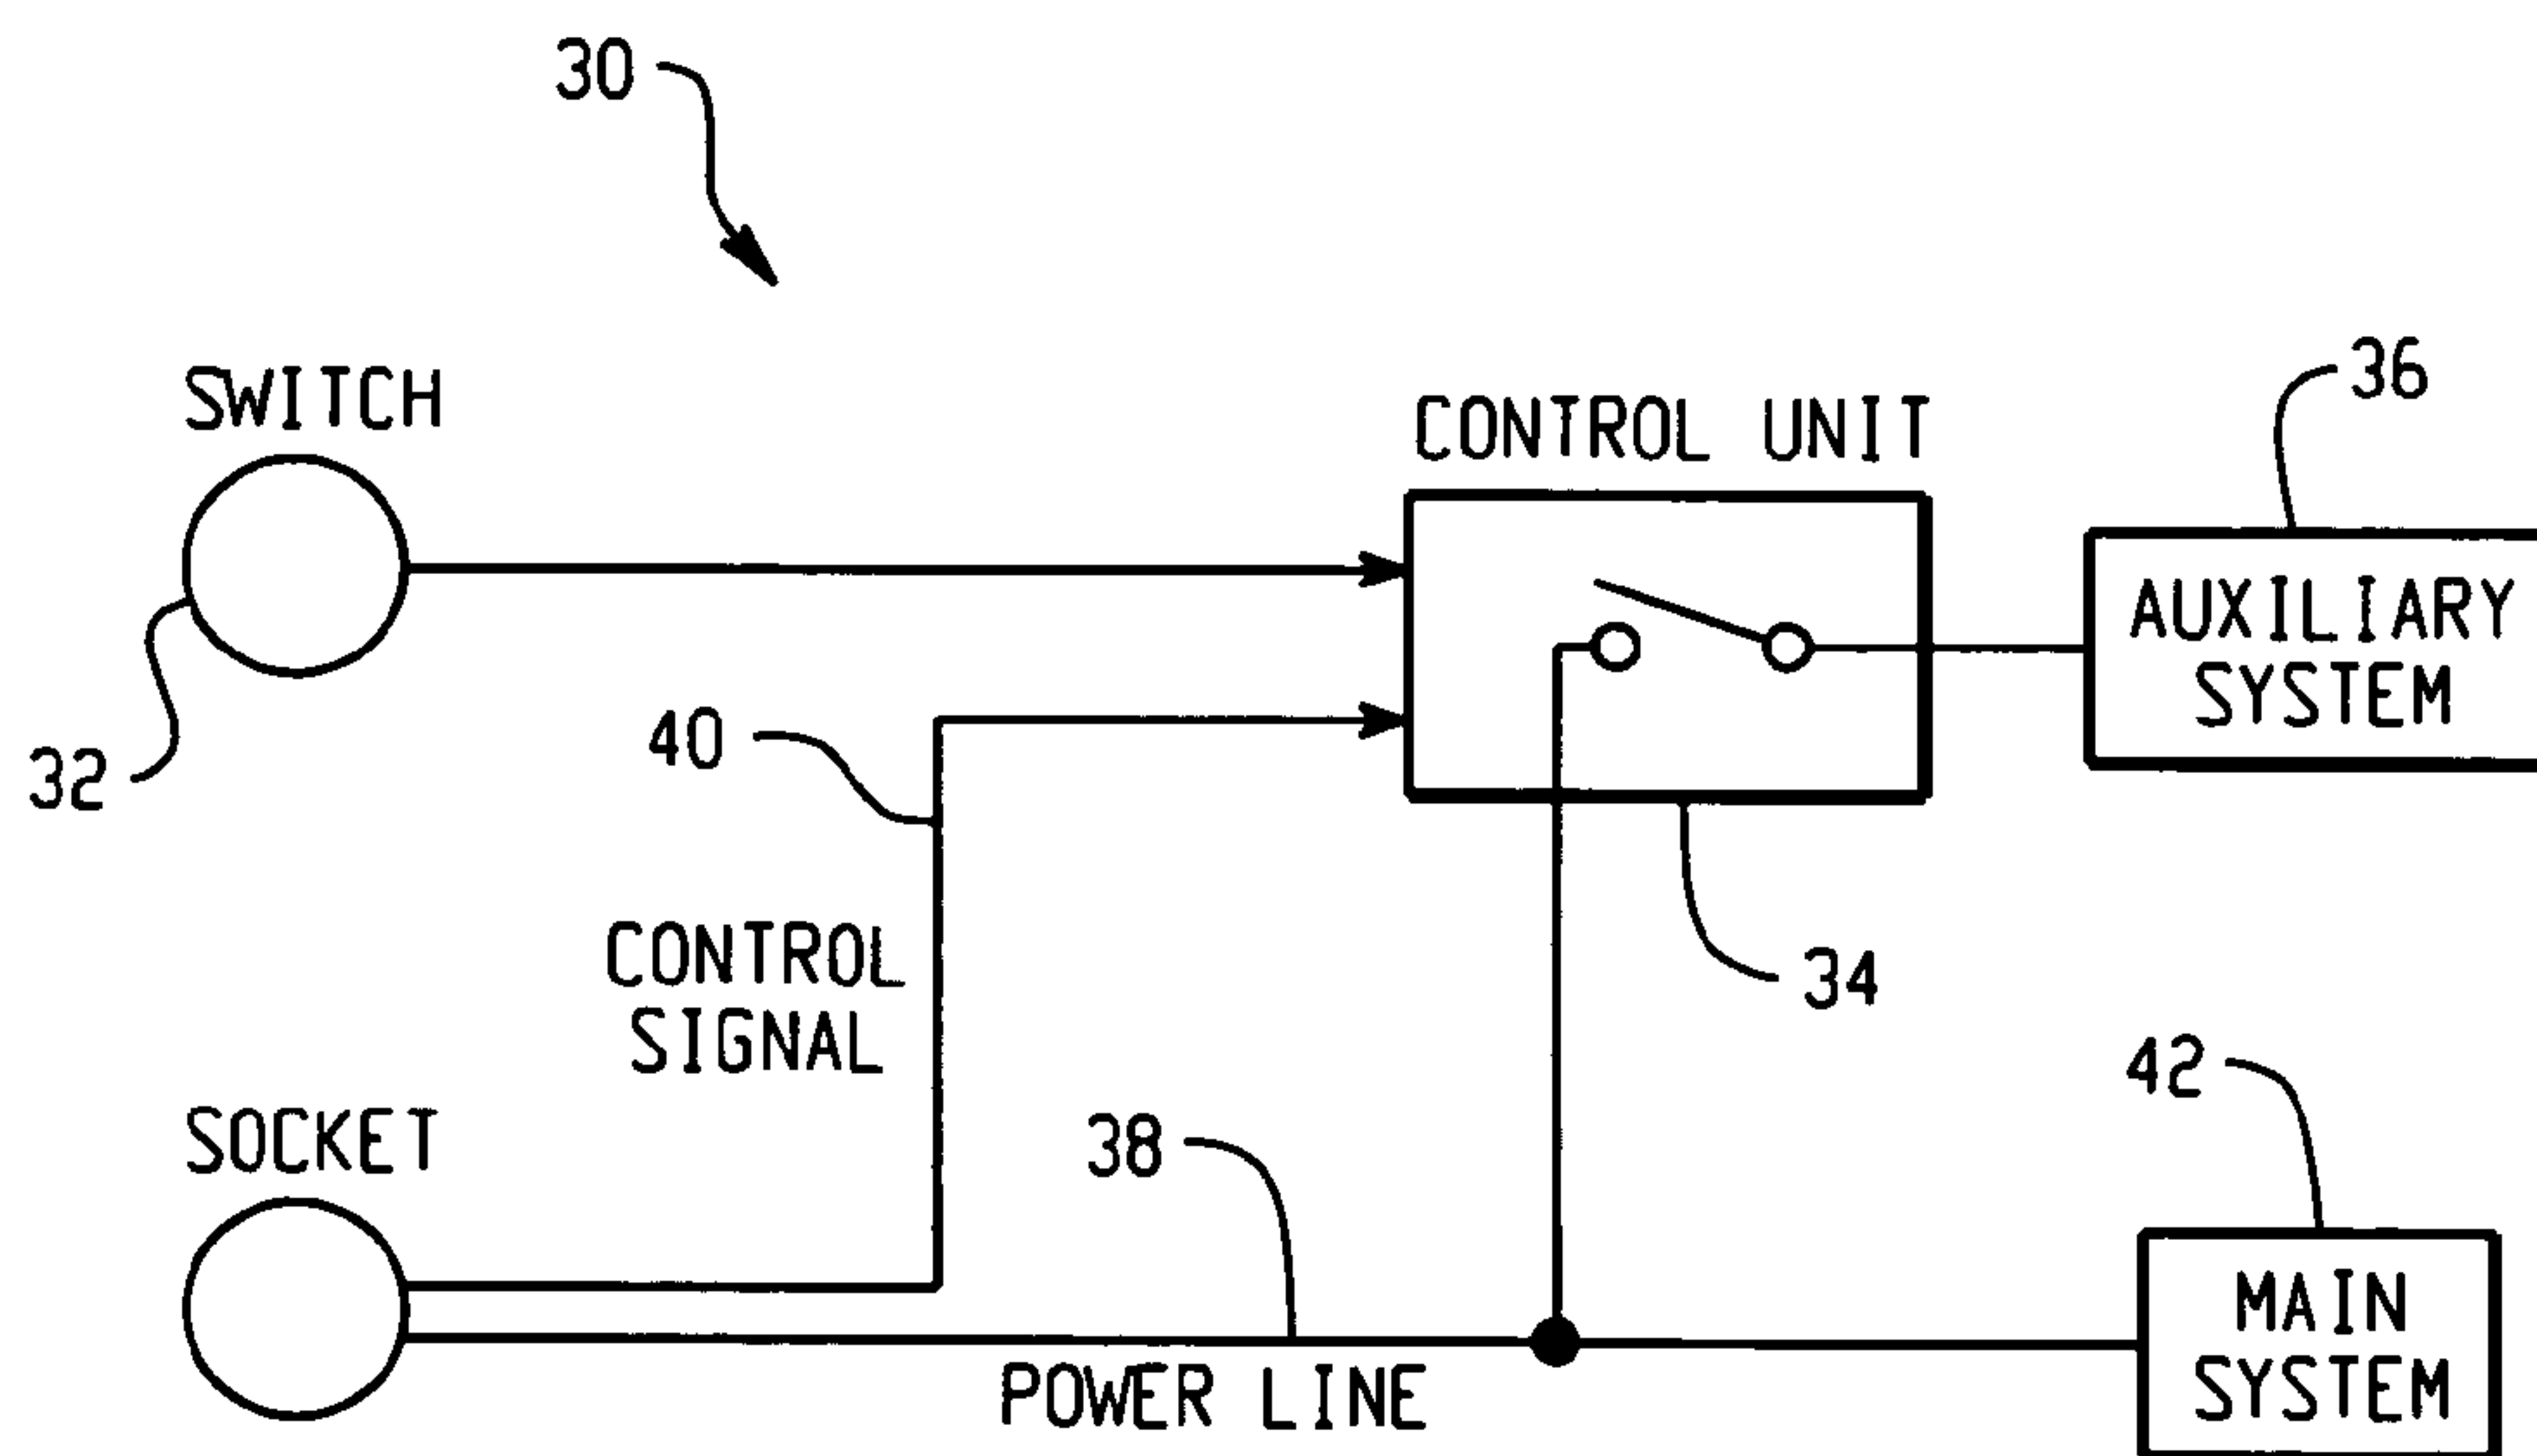 30
SWITCH
CONTROL UNIT
36
AUXILIARY
SYSTEM
40
32
CONTROL
SIGNAL
34
42
SOCKET
38
MAIN
SYSTEM
POWER LINE